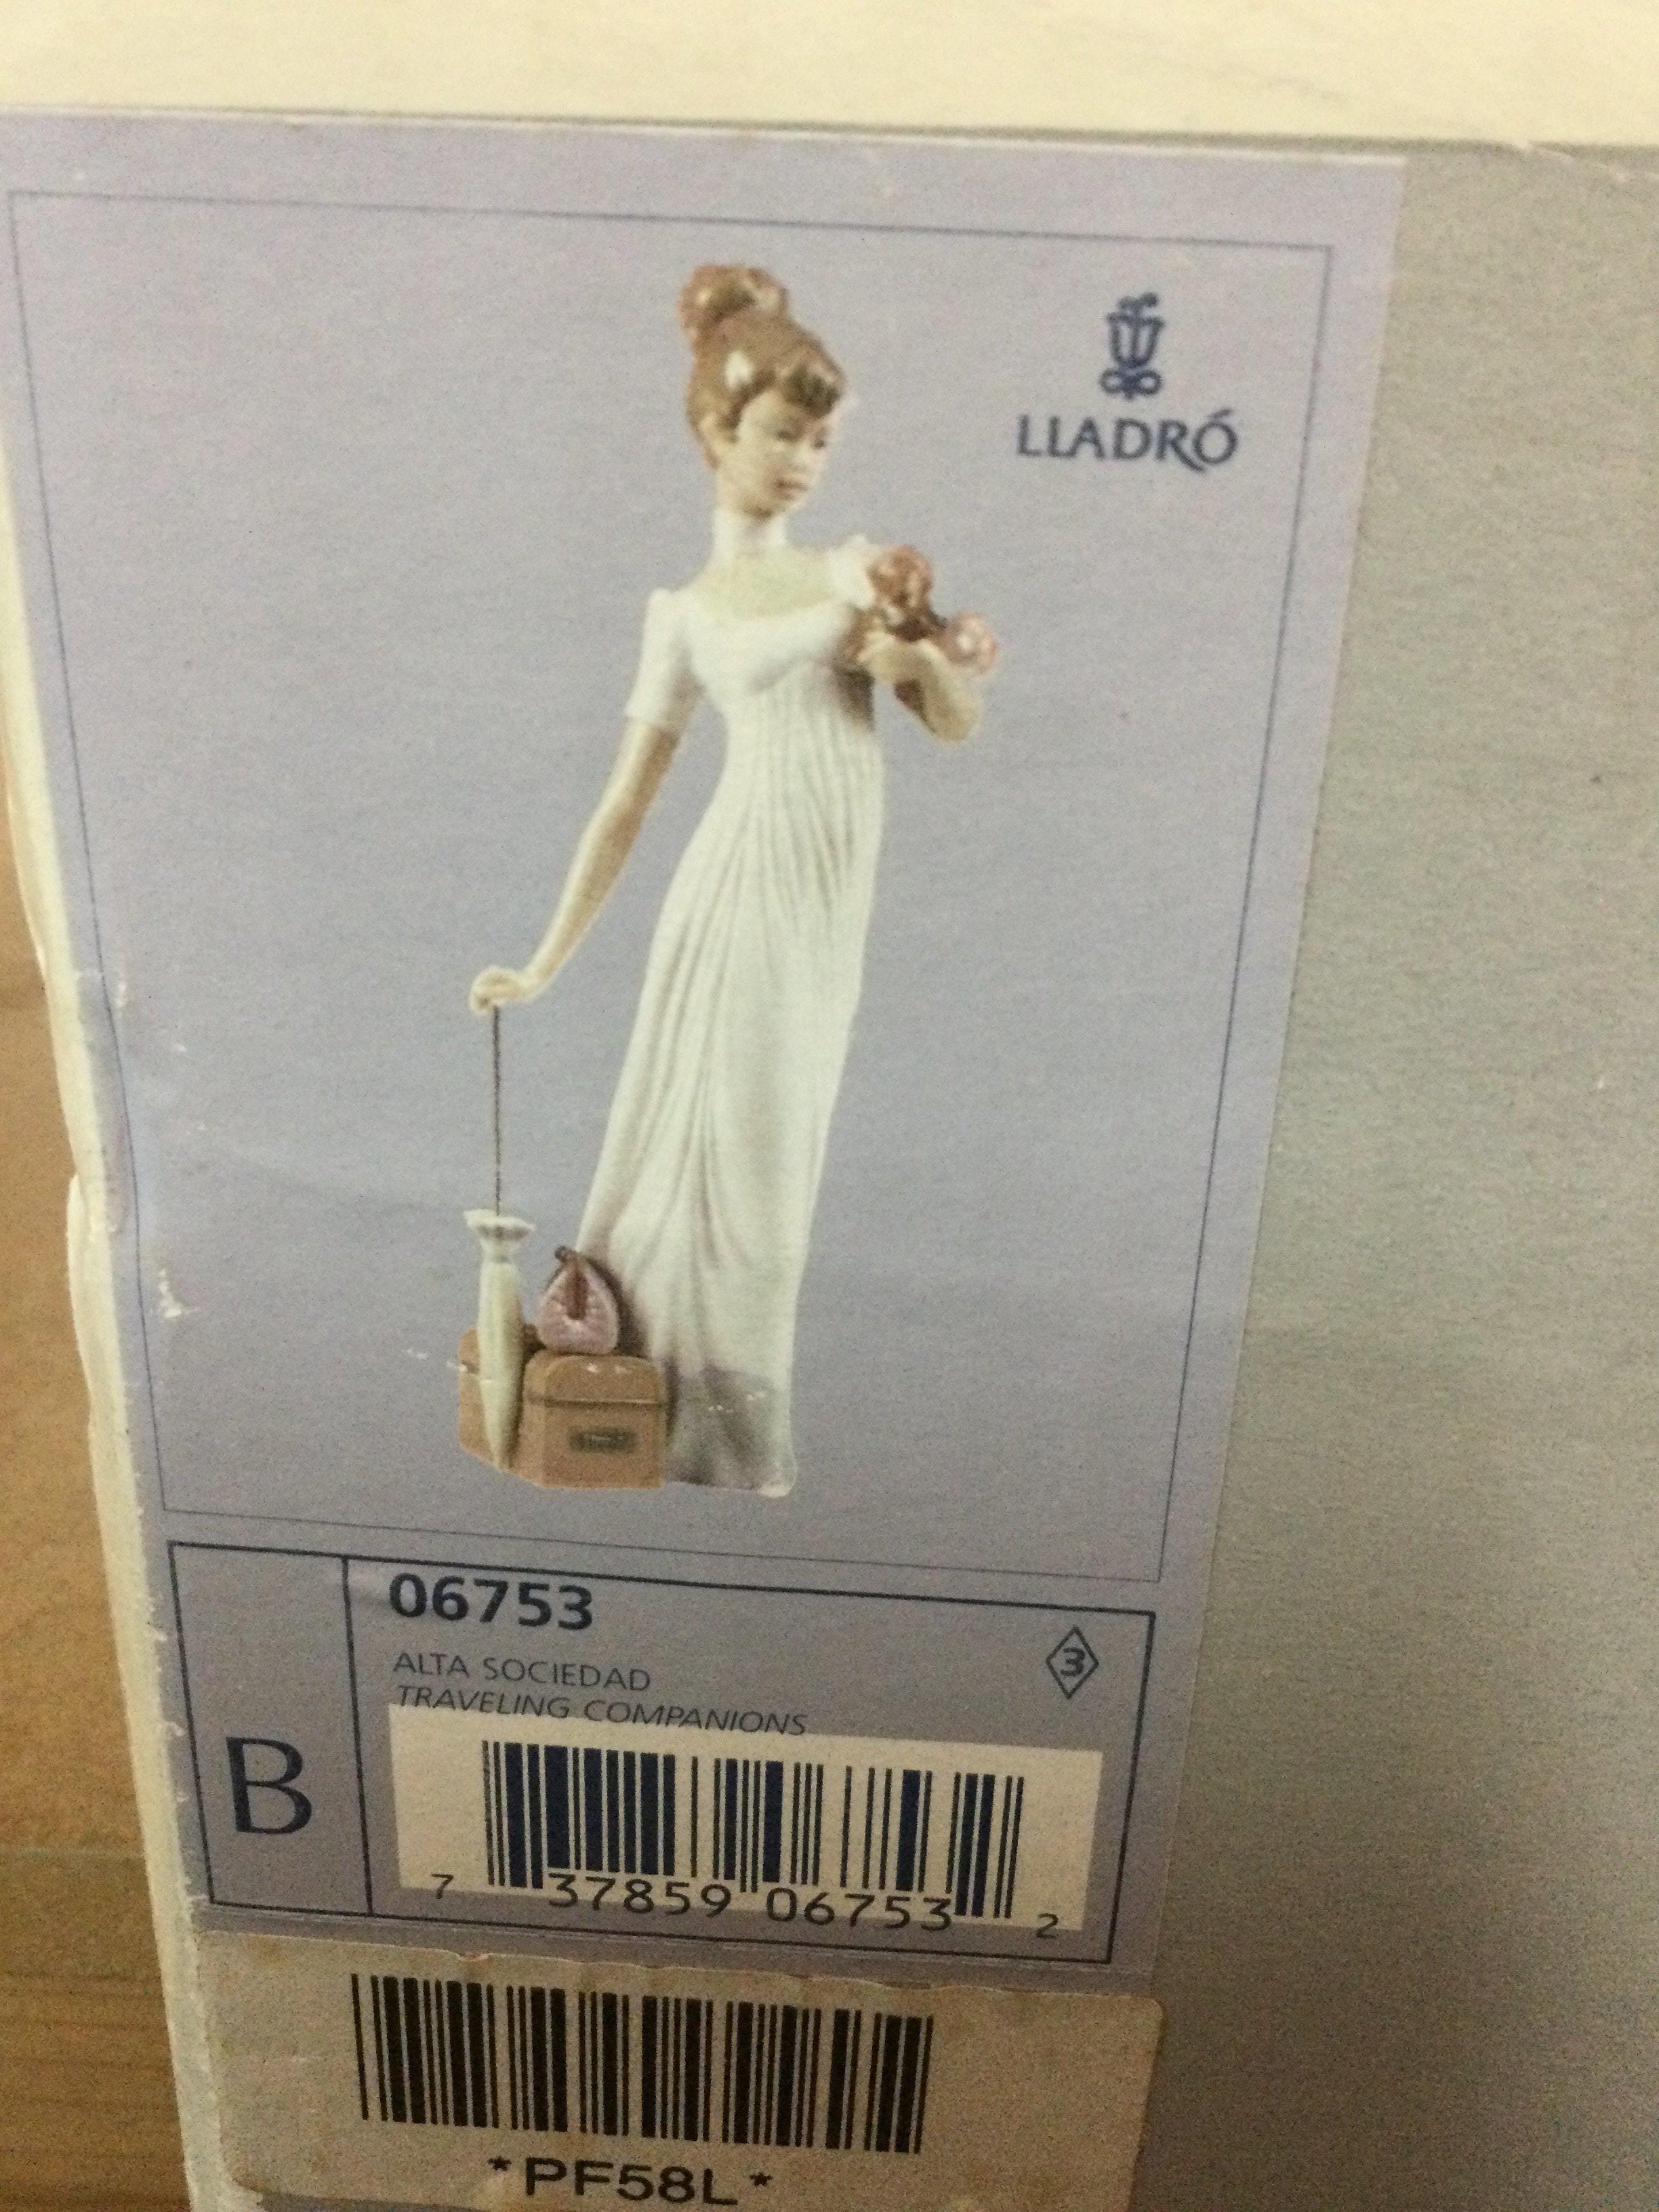 LLADRÓ
06753
3
ALTA SOCIEDAD
TRAVELING COMPANIONS
B
7 37859 06753 2
*PF58L*